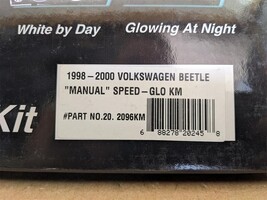 White by Day
Glowing At Night
1998-2000 VOLKSWAGEN BEETLE
"MANUAL" SPEED-GLO KM
#PART NO.20. 2096KM
6 88276 20245 8
Kit